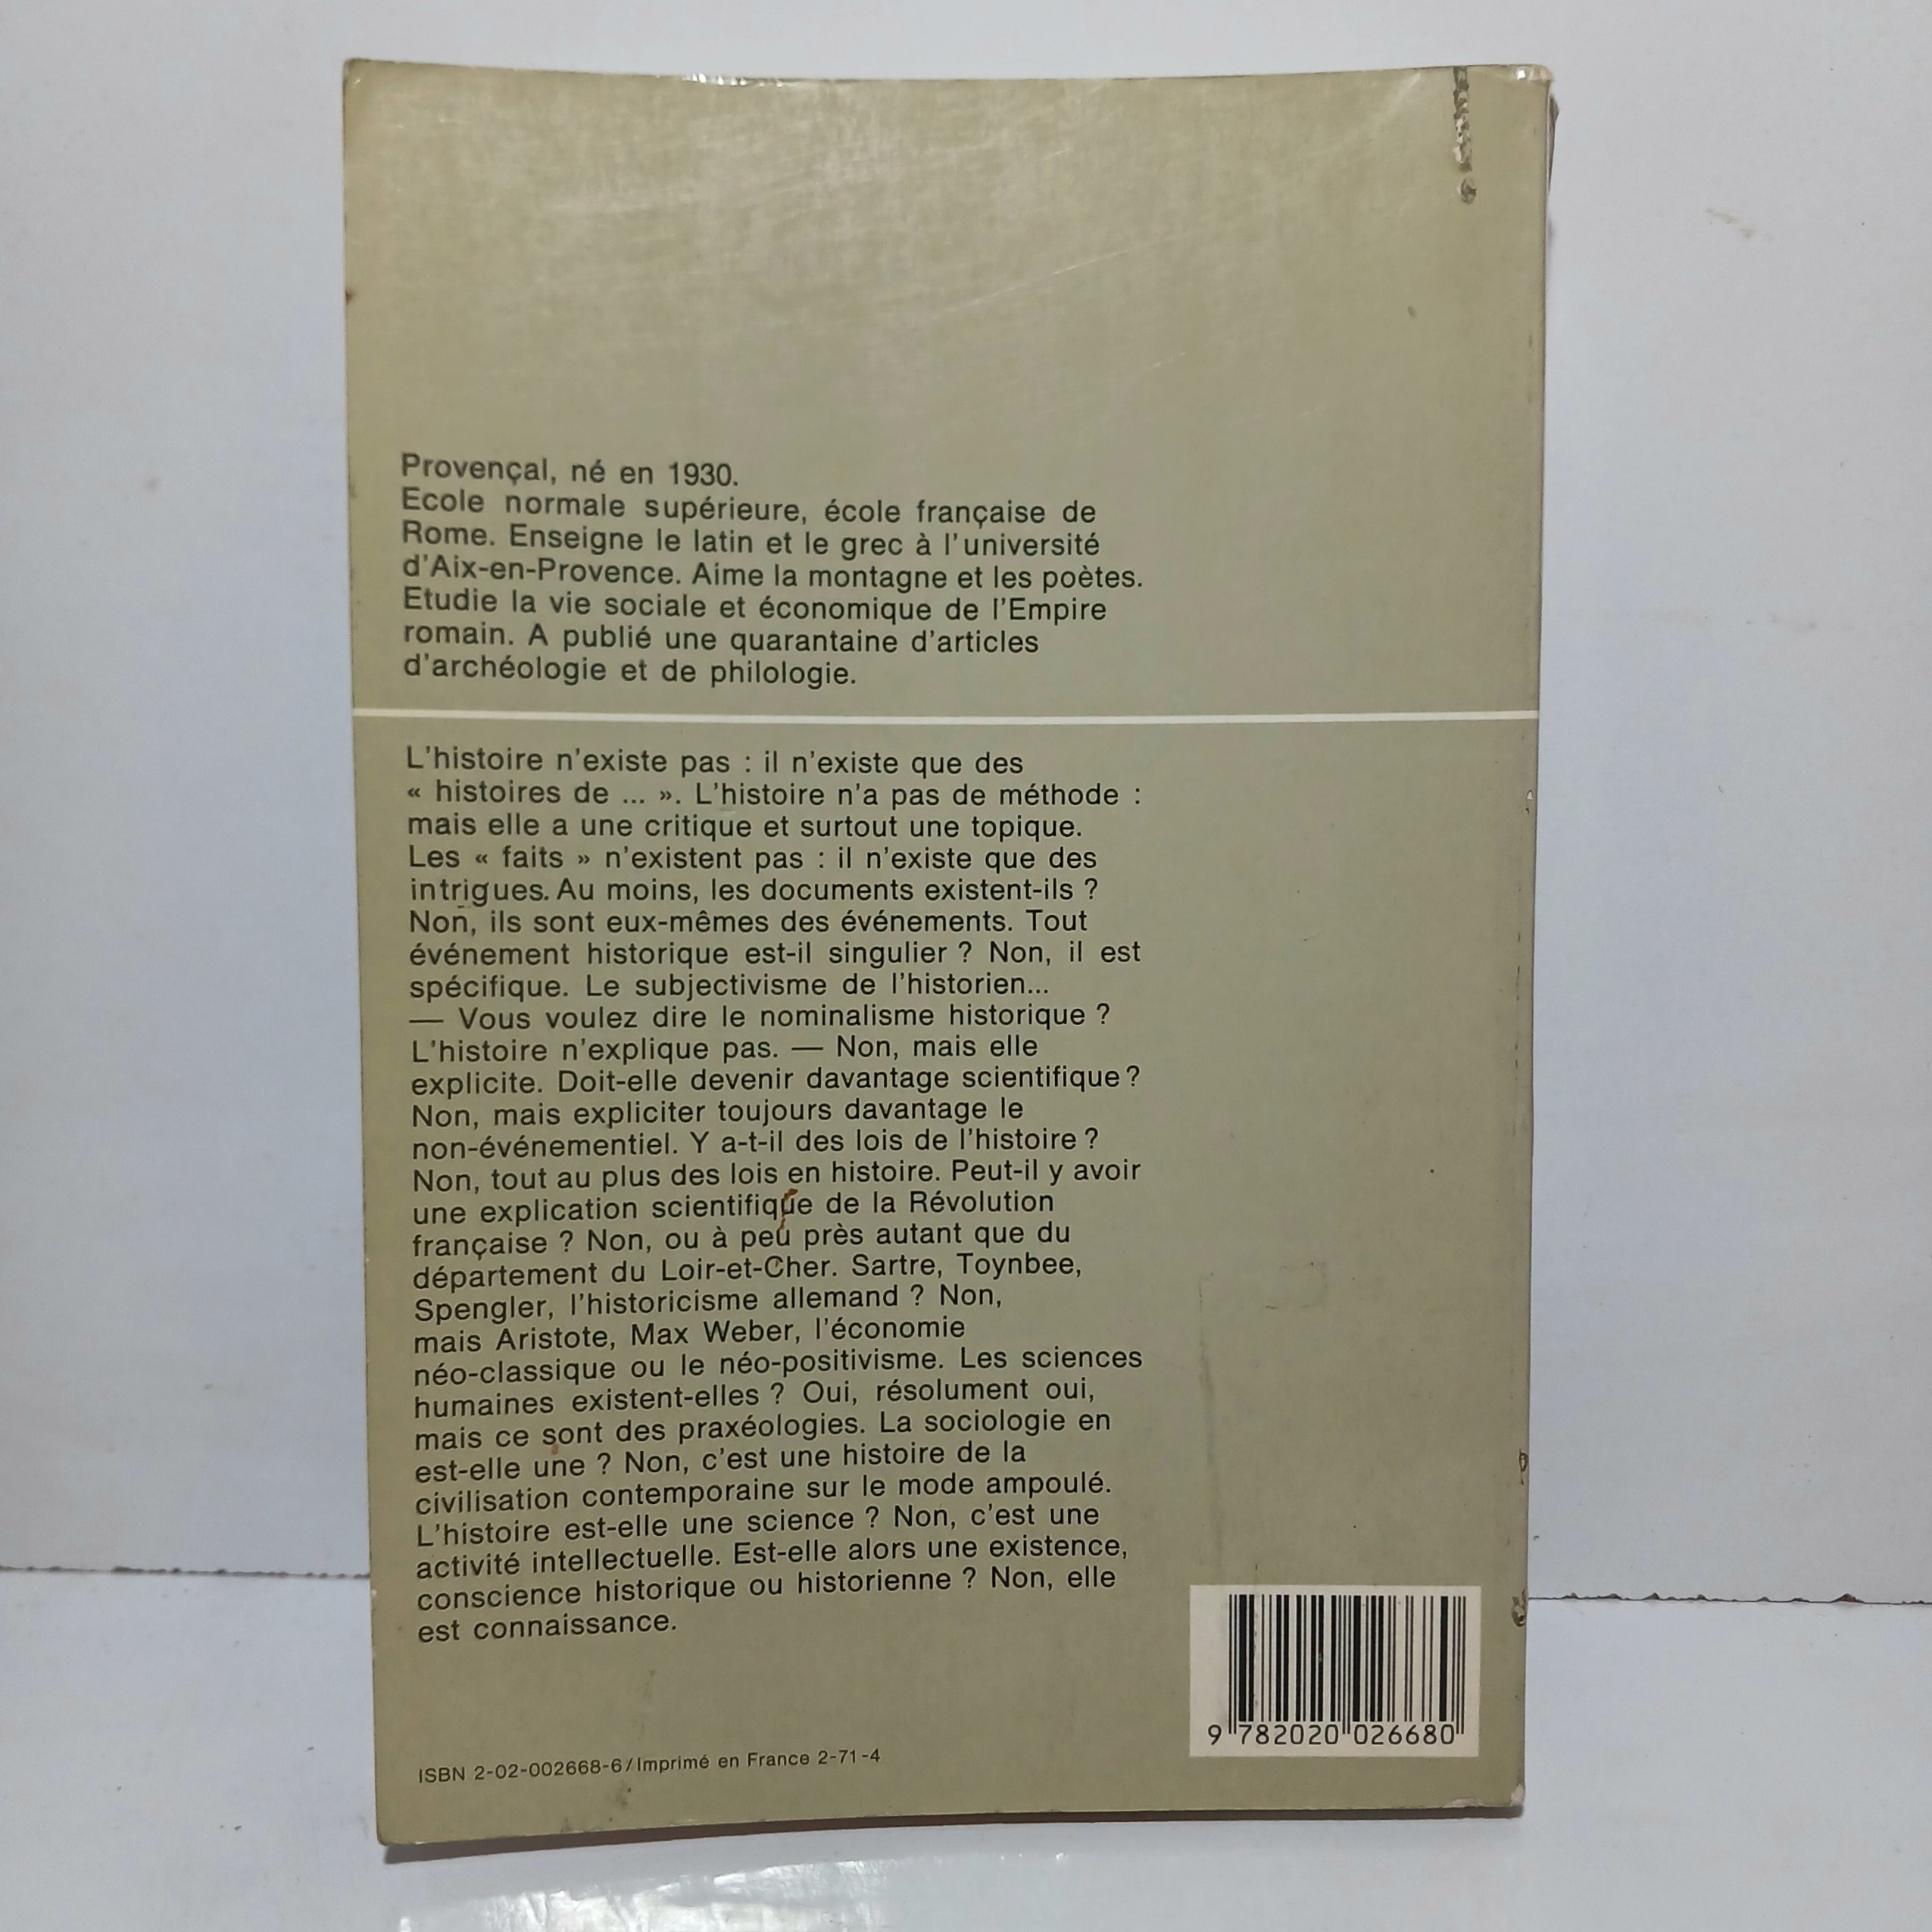 Provençal, né en 1930.
Ecole normale supérieure, école française de
Rome. Enseigne le latin et le grec à l'université
d'Aix-en-Provence. Aime la montagne et les poètes.
Etudie la vie sociale et économique de l'Empire
romain. A publié une quarantaine d'articles
d'archéologie et de philologie.
L'histoire n'existe pas : il n'existe que des
« histoires de ... ». L'histoire n'a pas de méthode :
mais elle a une critique et surtout une topique.
Les « faits » n'existent pas : il n'existe que des
intrigues. Au moins, les documents existent-ils ?
Non, ils sont eux-mêmes des événements. Tout
événement historique est-il singulier ? Non, il est
spécifique. Le subjectivisme de l'historien...
— Vous voulez dire le nominalisme historique ?
L'histoire n'explique pas. — Non, mais elle
explicite. Doit-elle devenir davantage scientifique ?
Non, mais expliciter toujours davantage le
non-événementiel. Y a-t-il des lois de l'histoire ?
Non, tout au plus des lois en histoire. Peut-il y avoir
une explication scientifique de la Révolution
française ? Non, ou à peu près autant que du
département du Loir-et-Cher. Sartre, Toynbee,
Spengler, l'historicisme allemand ? Non,
mais Aristote, Max Weber, l'économie
néo-classique ou le néo-positivisme. Les sciences
humaines existent-elles ? Oui, résolument oui,
mais ce sont des praxéologies. La sociologie en
est-elle une ? Non, c'est une histoire de la
civilisation contemporaine sur le mode ampoulé.
L'histoire est-elle une science ? Non, c'est une
activité intellectuelle. Est-elle alors une existence,
conscience historique ou historienne ? Non, elle
est connaissance.
9 782020 026680
ISBN 2-02-002668-6/Imprimé en France 2-71-4